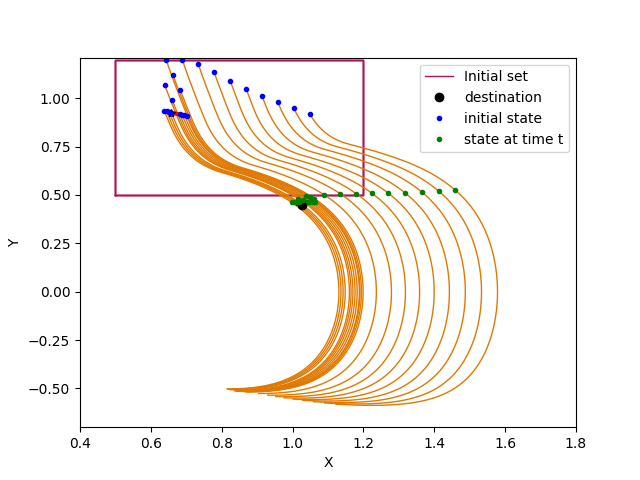 Initial set
destination
initial state
state at time t
1.00
0.75
0.50
0.25
0.00
−0.25
−0.50
Y
0.4 0.6 0.8 1.0 1.2 1.4 1.6 1.8
X